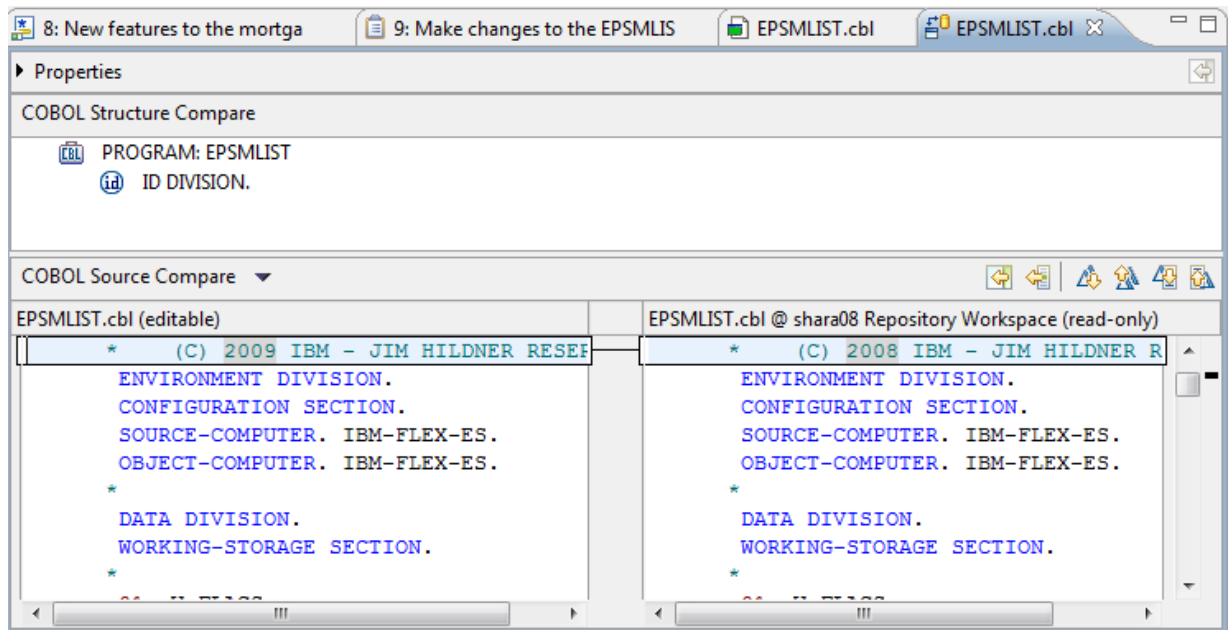 8: New features to the mortga
9: Make changes to the EPSMLIS
EPSMLIST.cbl
EPSMLIST.cbl
Properties
COBOL Structure Compare
CBL PROGRAM: EPSMLIST
id ID DIVISION.
COBOL Source Compare
EPSMLIST.cbl (editable)
* (C) 2009 IBM - JIM HILDNER RESER
ENVIRONMENT DIVISION.
CONFIGURATION SECTION.
SOURCE-COMPUTER. IBM-FLEX-ES.
OBJECT-COMPUTER. IBM-FLEX-ES.
*
DATA DIVISION.
WORKING-STORAGE SECTION.
*
EPSMLIST.cbl @ shara08 Repository Workspace (read-only)
* (C) 2008 IBM - JIM HILDNER R
ENVIRONMENT DIVISION.
CONFIGURATION SECTION.
SOURCE-COMPUTER. IBM-FLEX-ES.
OBJECT-COMPUTER. IBM-FLEX-ES.
*
DATA DIVISION.
WORKING-STORAGE SECTION.
*